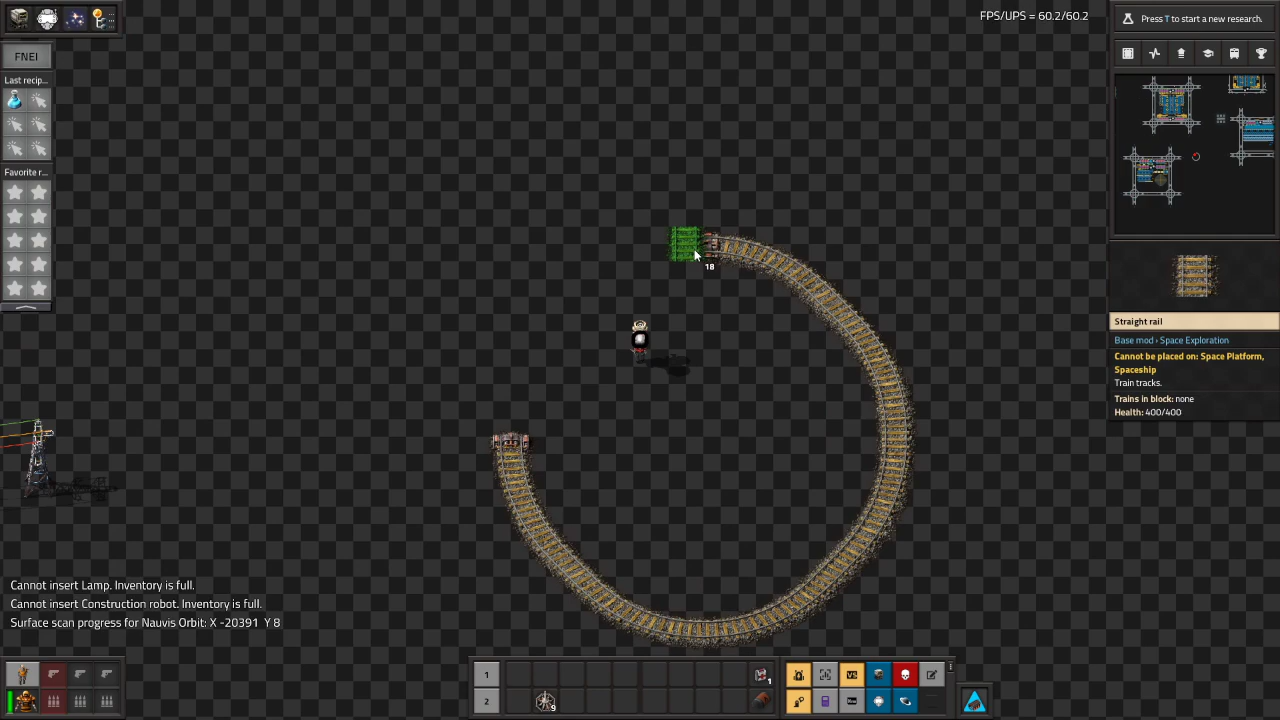 FPS/UPS = 60.2/60.2
Press T to start a new research.
FNEI
Last recip...
Favorite r...
18
Straight rail
Base mod › Space Exploration
Cannot be placed on: Space Platform,
Spaceship
Train tracks.
Trains in block: none
Health: 400/400
Cannot insert Lamp. Inventory is full.
Cannot insert Construction robot. Inventory is full.
Surface scan progress for Nauvis Orbit: X -20391 Y 8
1
1
2
9